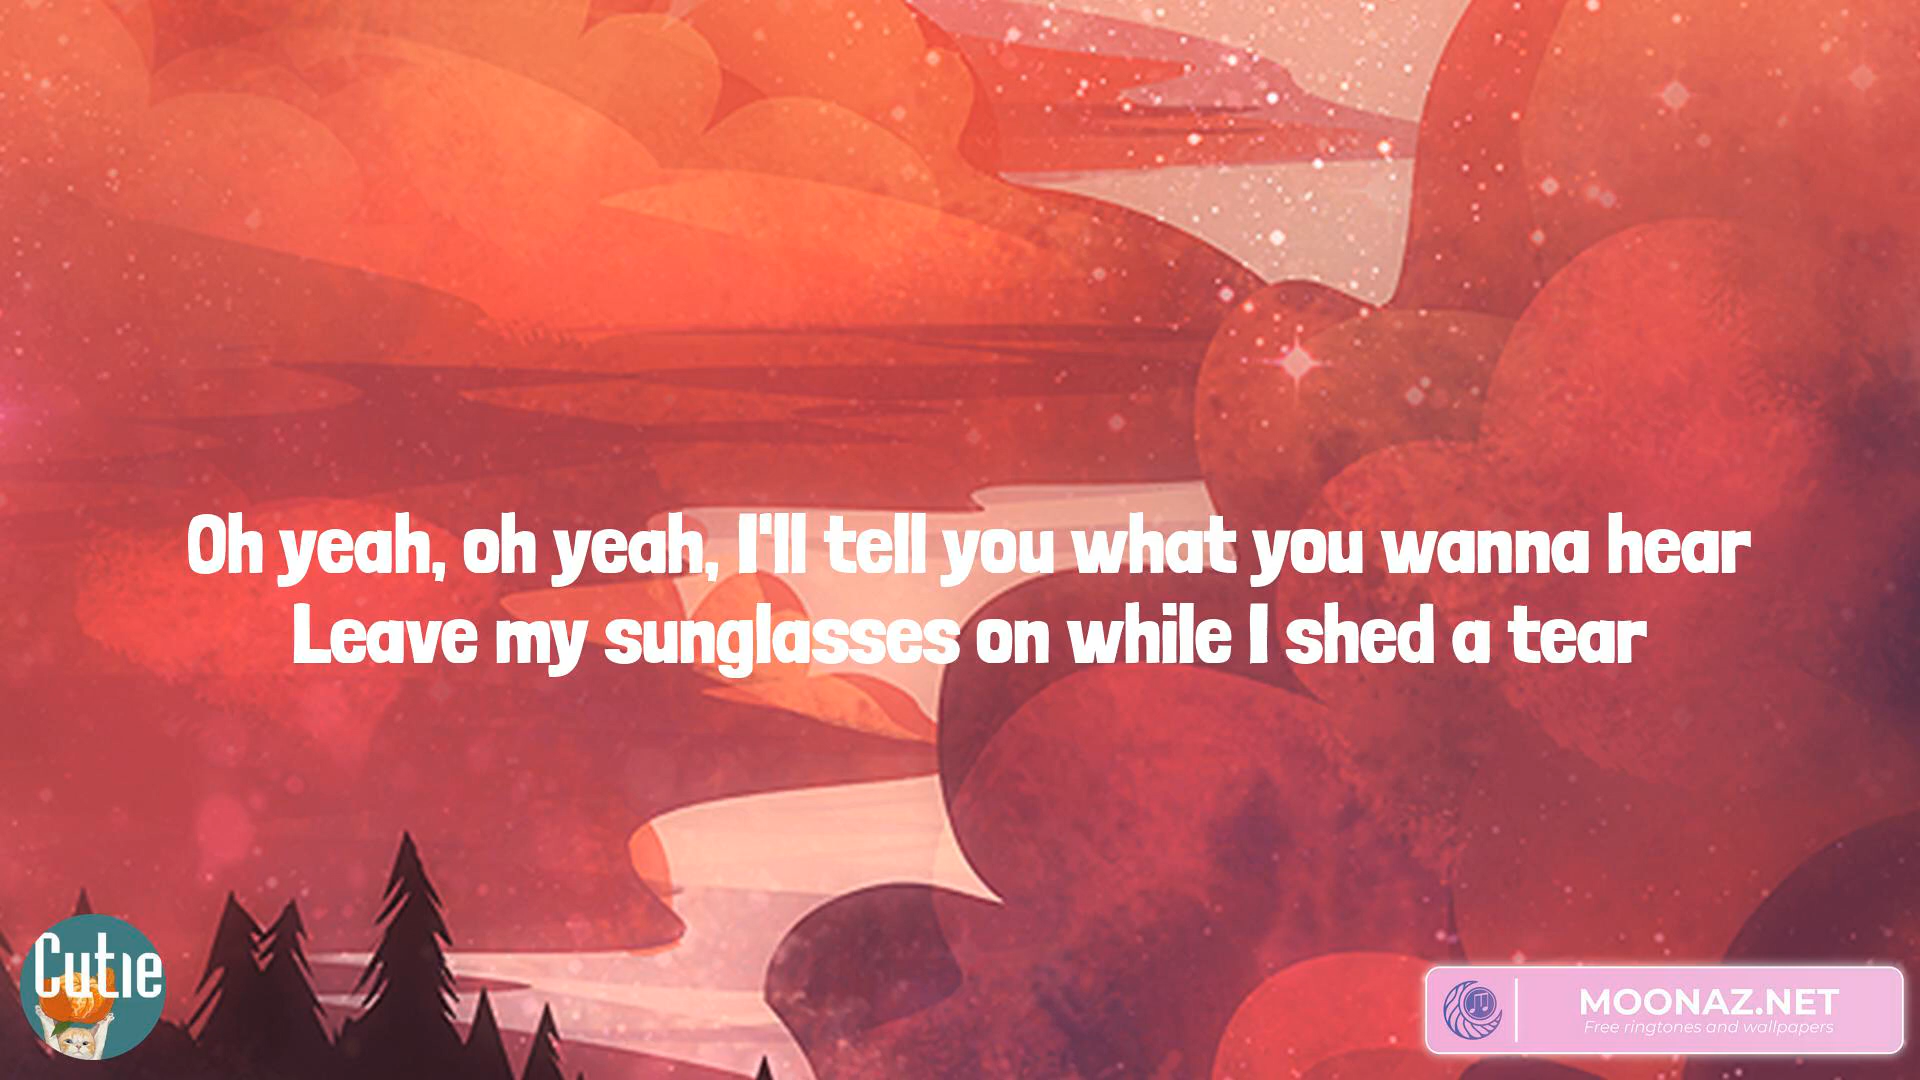 Oh yeah, oh yeah, I'll tell you what you wanna hear
Leave my sunglasses on while I shed a tear
Cutie
MOONAZ.NET
Free ringtones and wallpapers